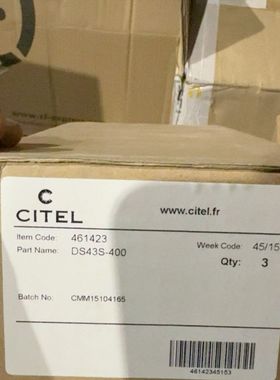 C
CITEL
www.citel.fr
Item Code: 461423
Week Code: 45/15
Part Name: DS43S-400
Qty: 3
Batch No: CMM15104165
46142345153